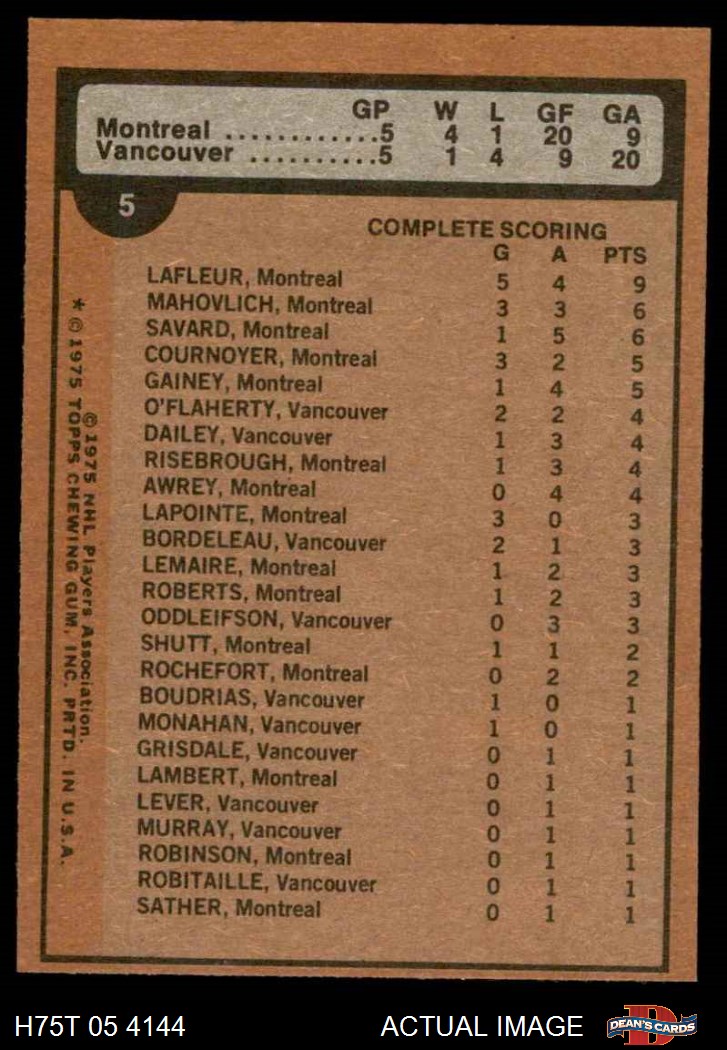 GP W L GF GA
Montreal ............5 4 1 20 9
Vancouver ..........5 1 4 9 20
5
COMPLETE SCORING
G A PTS
LAFLEUR, Montreal 5 4 9
MAHOVLICH, Montreal 3 3 6
SAVARD, Montreal 1 5 6
COURNOYER, Montreal 3 2 5
GAINEY, Montreal 1 4 5
O'FLAHERTY, Vancouver 2 2 4
DAILEY, Vancouver 1 3 4
RISEBROUGH, Montreal 1 3 4
AWREY, Montreal 0 4 4
LAPOINTE, Montreal 3 0 3
BORDELEAU, Vancouver 2 1 3
LEMAIRE, Montreal 1 2 3
ROBERTS, Montreal 1 2 3
ODDLEIFSON, Vancouver 0 3 3
SHUTT, Montreal 1 1 2
ROCHEFORT, Montreal 0 2 2
BOUDRIAS, Vancouver 1 0 1
MONAHAN, Vancouver 1 0 1
GRISDALE, Vancouver 0 1 1
LAMBERT, Montreal 0 1 1
LEVER, Vancouver 0 1 1
MURRAY, Vancouver 0 1 1
ROBINSON, Montreal 0 1 1
ROBITAILLE, Vancouver 0 1 1
SATHER, Montreal 0 1 1
©1975 NHL Players Association.
* ©1975 TOPPS CHEWING GUM, INC. PRTD. IN U.S.A.
H75T 05 4144
ACTUAL IMAGE
D
DEAN'S CARDS